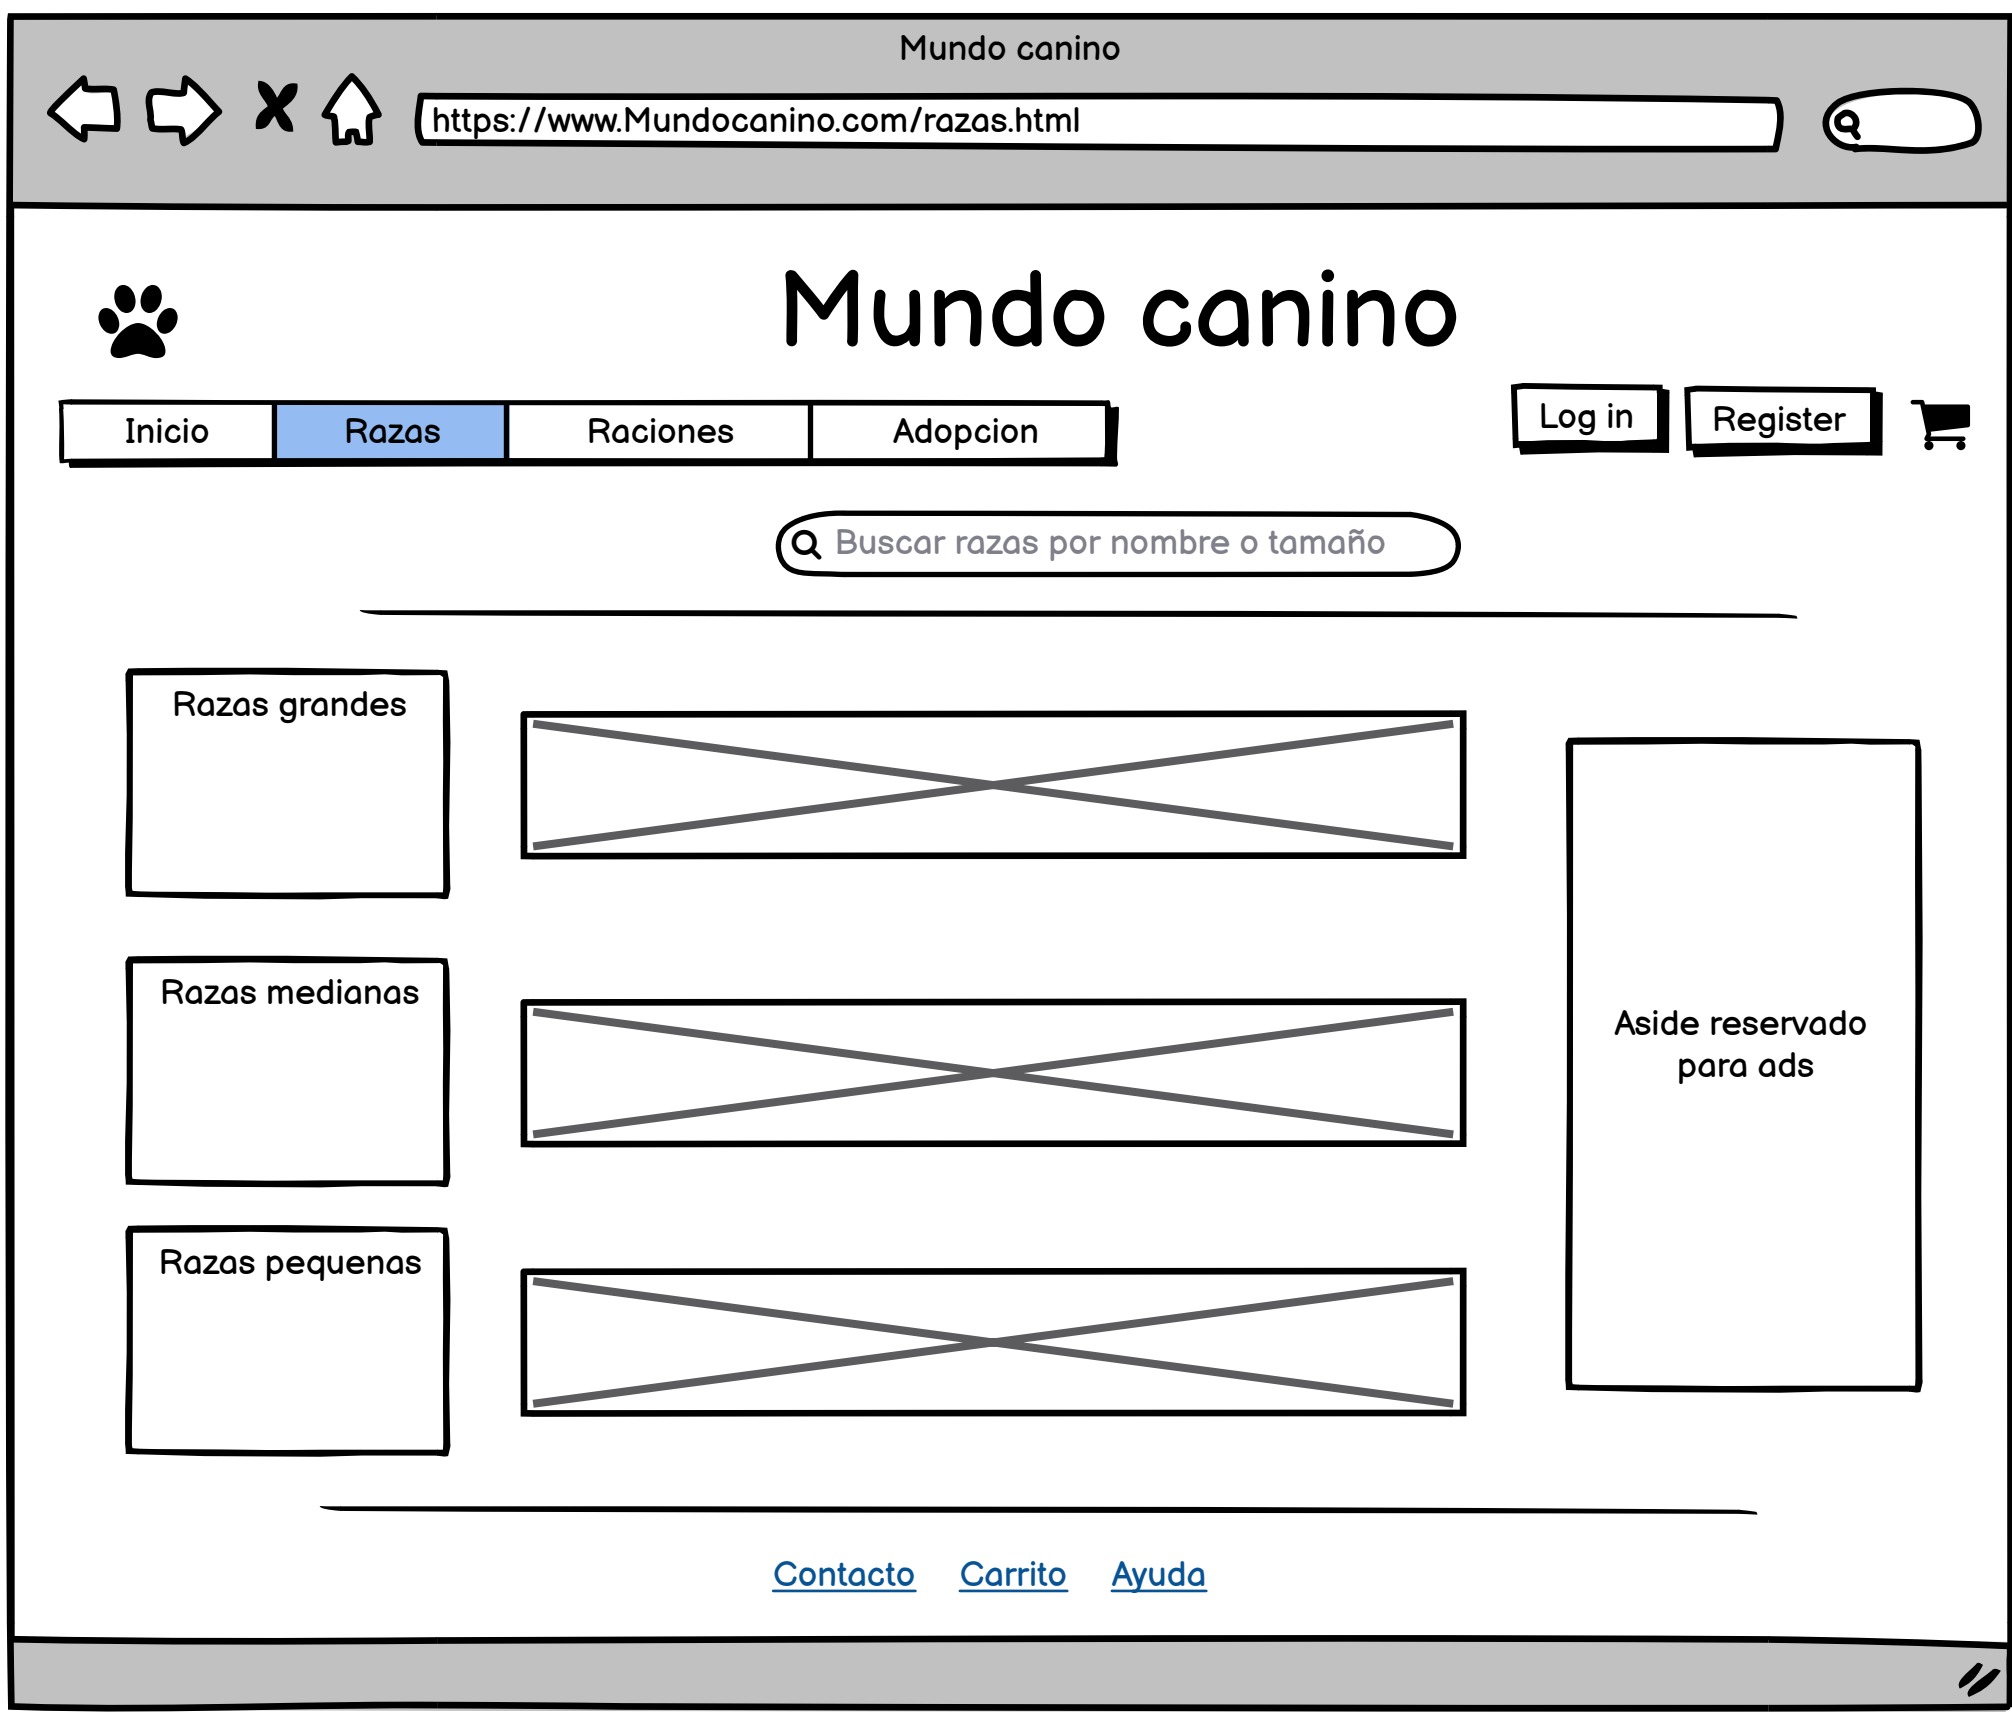 Mundo canino
https://www.Mundocanino.com/razas.html
Mundo canino
Inicio Razas Raciones Adopcion
Log in Register
Buscar razas por nombre o tamaño
Razas grandes
Razas medianas
Razas pequenas
Aside reservado
para ads
Contacto Carrito Ayuda